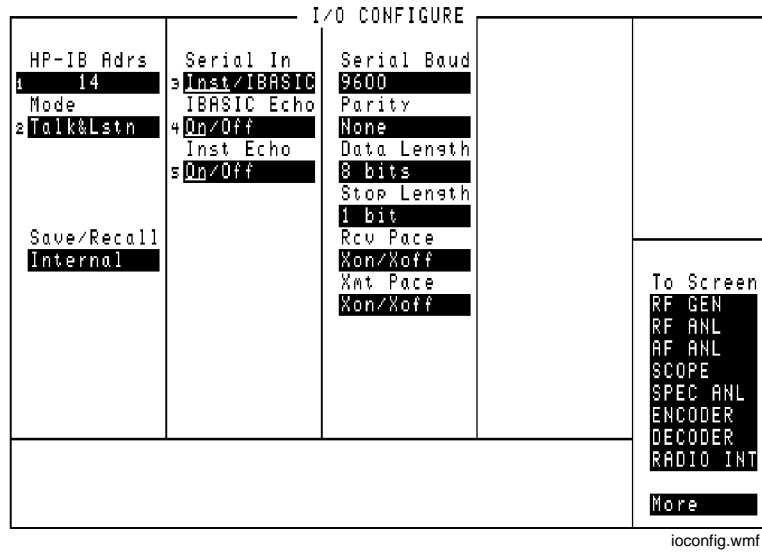 I/O CONFIGURE
HP-IB Adrs
1 14
Mode
2 Talk&Lstn
Save/Recall
Internal
Serial In
3 Inst/IBASIC
IBASIC Echo
4 On/Off
Inst Echo
5 On/Off
Serial Baud
9600
Parity
None
Data Length
8 bits
Stop Length
1 bit
Rcv Pace
Xon/Xoff
Xmt Pace
Xon/Xoff
To Screen
RF GEN
RF ANL
AF ANL
SCOPE
SPEC ANL
ENCODER
DECODER
RADIO INT
More
ioconfig.wmf